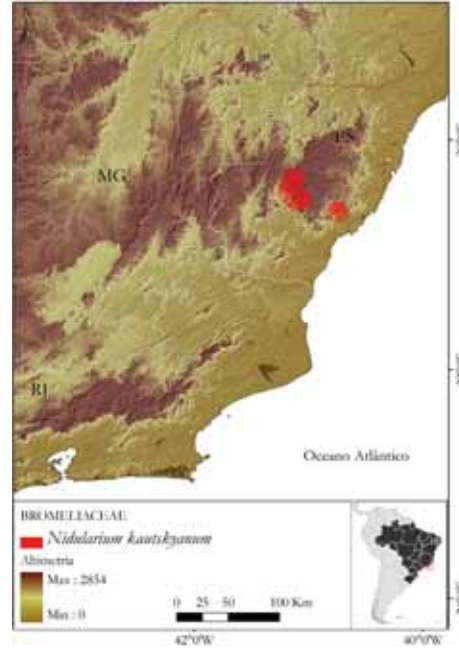 ES
MG
RJ
Oceano Atlântico
BROMELIACEAE
Nidularium kautskyanum
Altimetria
Max : 2854
Min : 0
0 25 50 100 Km
42°0'W 40°0'W